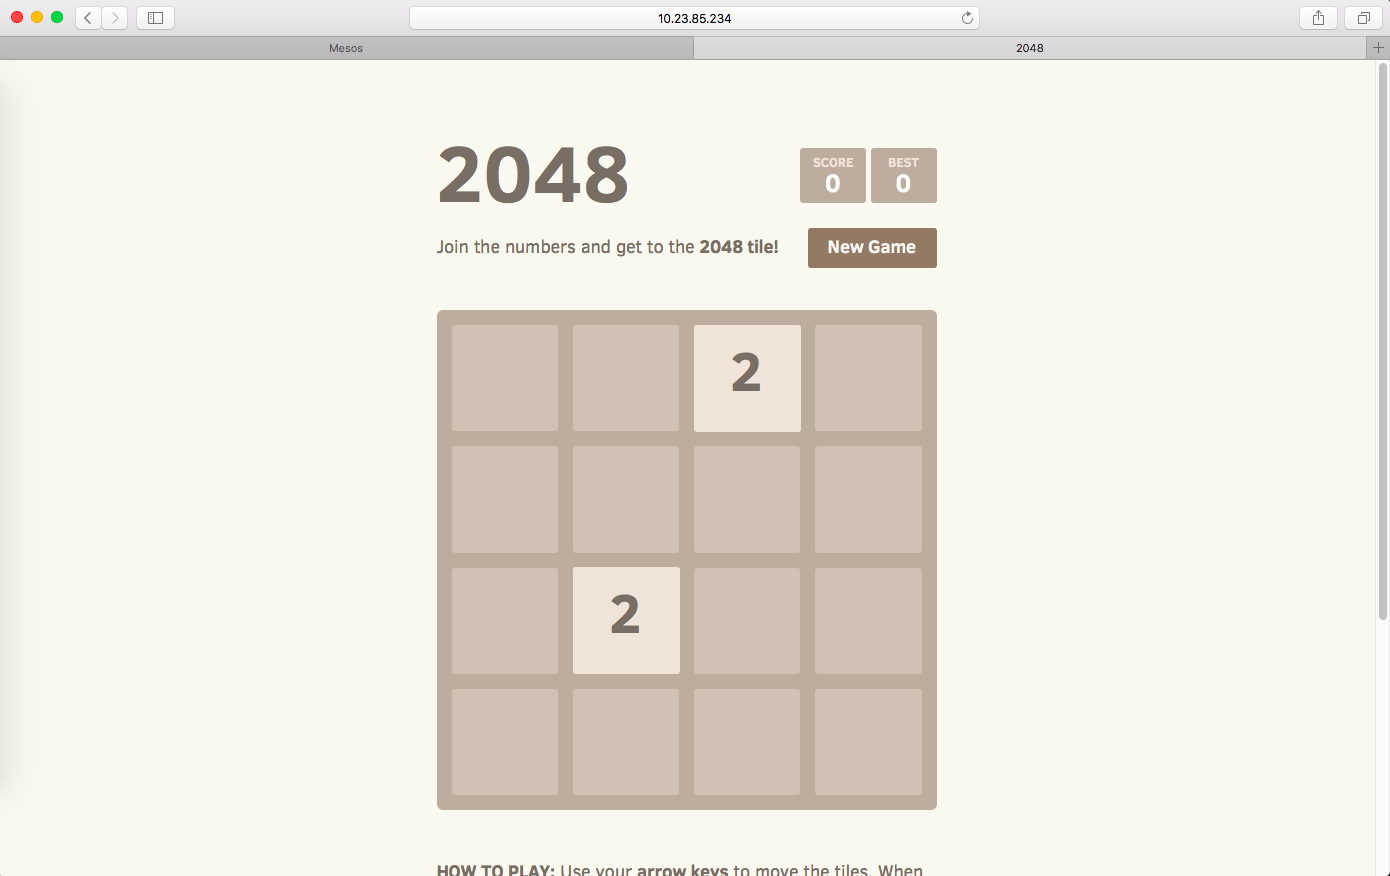 10.23.85.234
Mesos
2048
2048
SCORE
0
BEST
0
Join the numbers and get to the 2048 tile!
New Game
2
2
HOW TO PLAY: Use your arrow keys to move the tiles. When